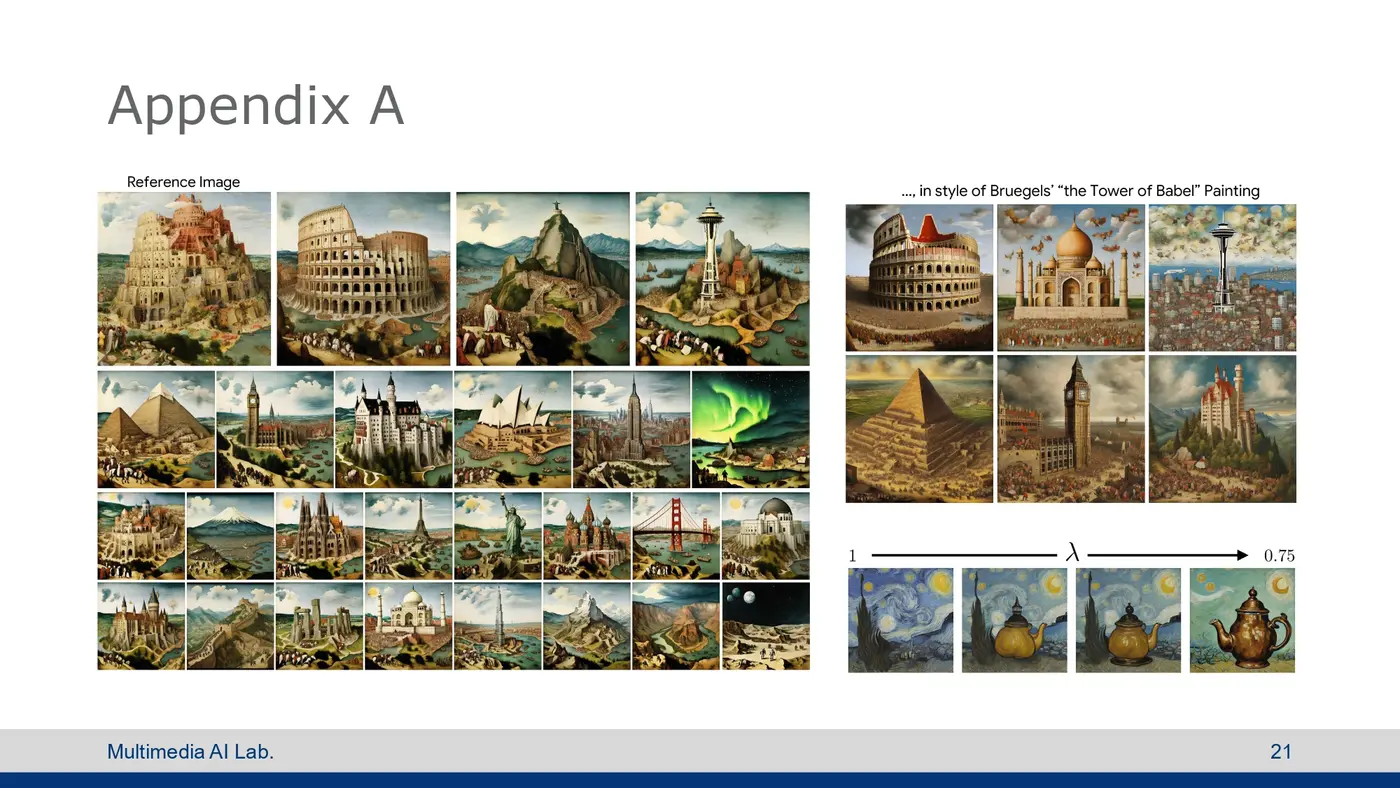 Appendix A
Reference Image
..., in style of Bruegels’ “the Tower of Babel” Painting
1 λ 0.75
Multimedia AI Lab.
21